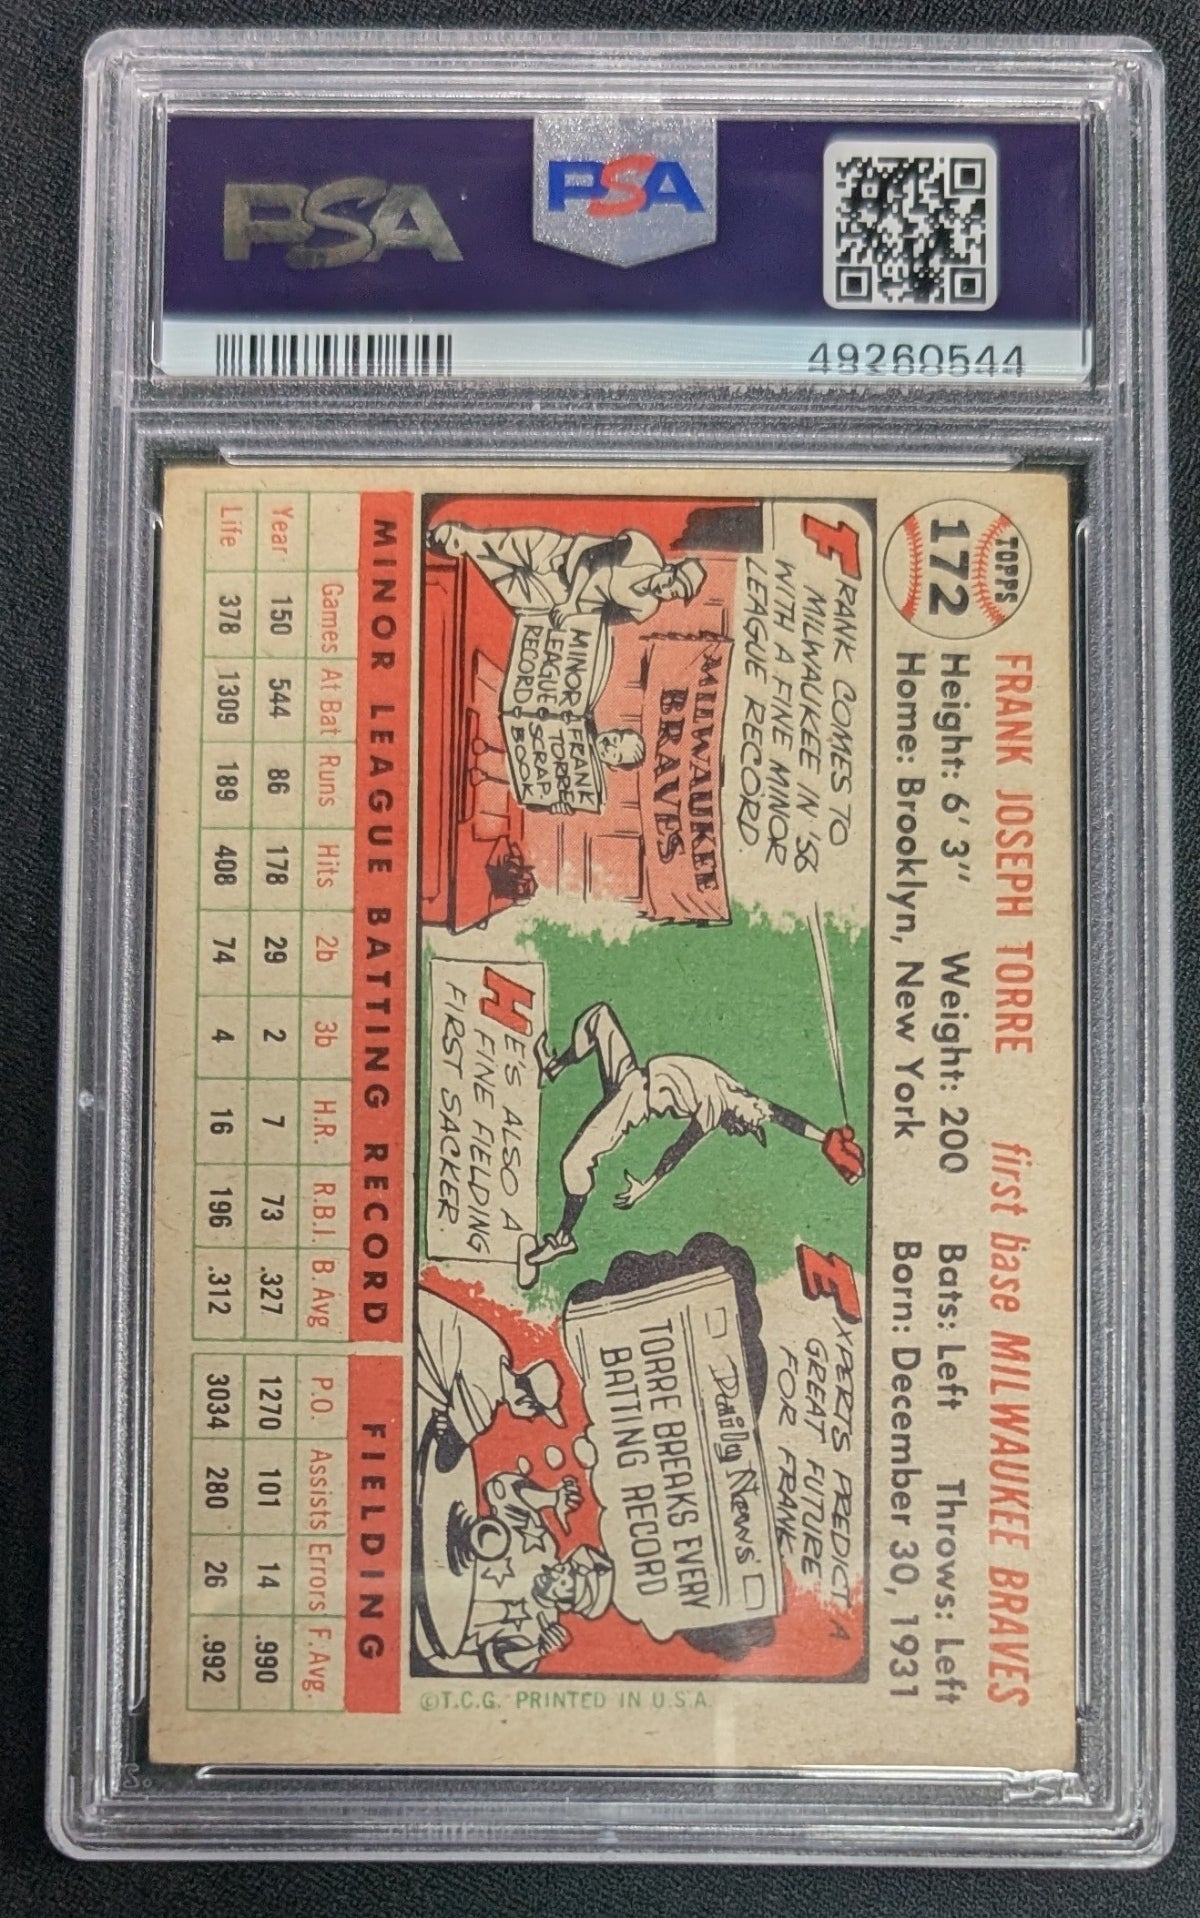 PSA
PSA
49260544
TOPPS
172
FRANK JOSEPH TORRE first base MILWAUKEE BRAVES
Height: 6' 3" Weight: 200 Bats: Left Throws: Left
Home: Brooklyn, New York Born: December 30, 1931
FRANK COMES TO
MILWAUKEE IN '56
WITH A FINE MINOR
LEAGUE RECORD.
MILWAUKEE
BRAVES
MINOR
LEAGUE
RECORD
FRANK
TORRE
SCRAP
BOOK
HE'S ALSO A
FINE FIELDING
FIRST SACKER.
EXPERTS PREDICT A
GREAT FUTURE
FOR FRANK.
Daily News
TORRE BREAKS EVERY
BATTING RECORD
©T.C.G. PRINTED IN U.S.A.
MINOR LEAGUE BATTING RECORD FIELDING
Games At Bat Runs Hits 2b 3b H.R. R.B.I. B. Avg P.O. Assists Errors F. Avg.
Year 150 544 86 178 29 2 7 73 .327 1270 101 14 .990
Life 378 1309 189 408 74 4 16 196 .312 3034 280 26 .992